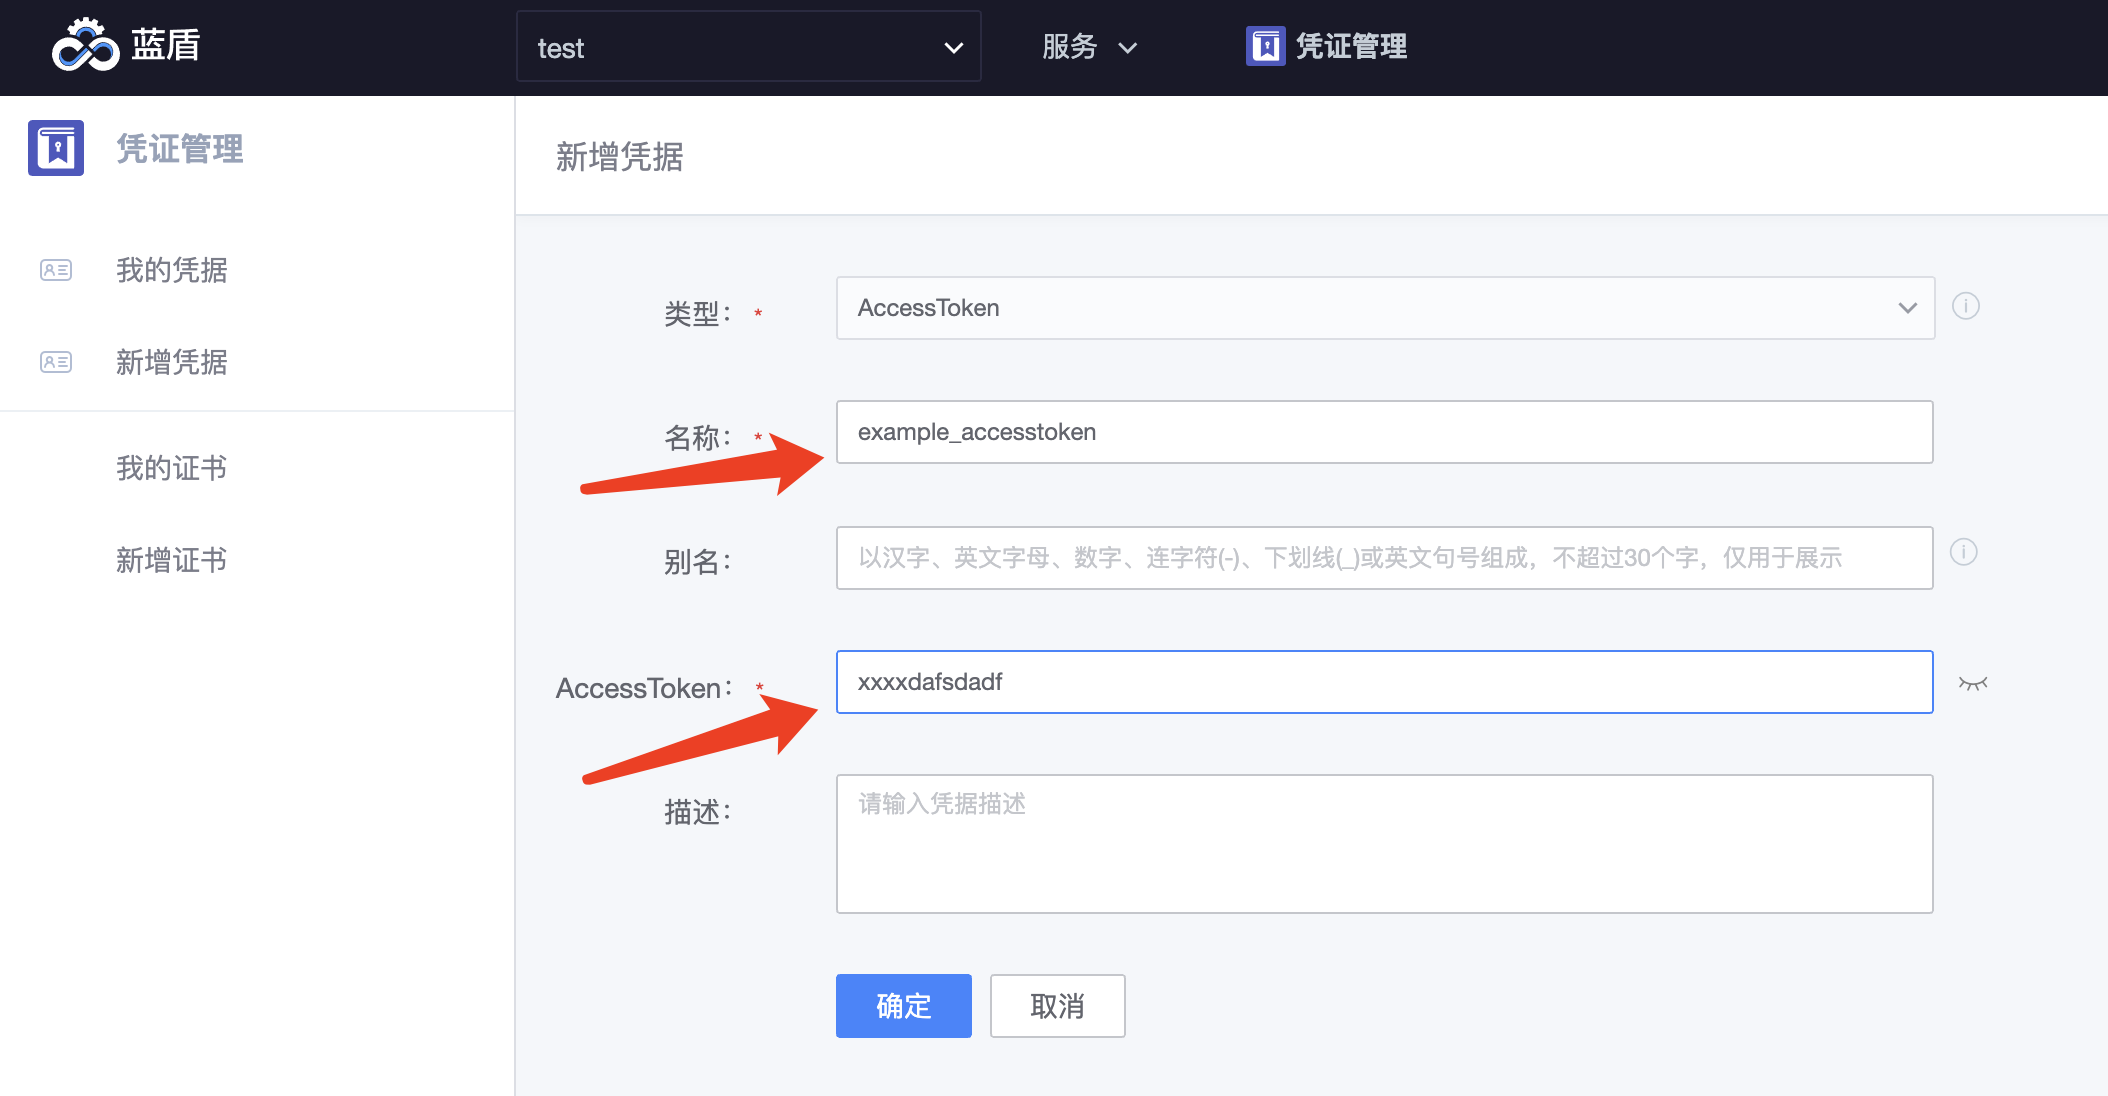 蓝盾
test
服务
凭证管理
凭证管理
我的凭据
新增凭据
我的证书
新增证书
新增凭据
类型： *
AccessToken
名称： *
example_accesstoken
别名：
以汉字、英文字母、数字、连字符(-)、下划线(_)或英文句号组成，不超过30个字，仅用于展示
AccessToken： *
xxxxdafsdadf
描述：
请输入凭据描述
确定
取消